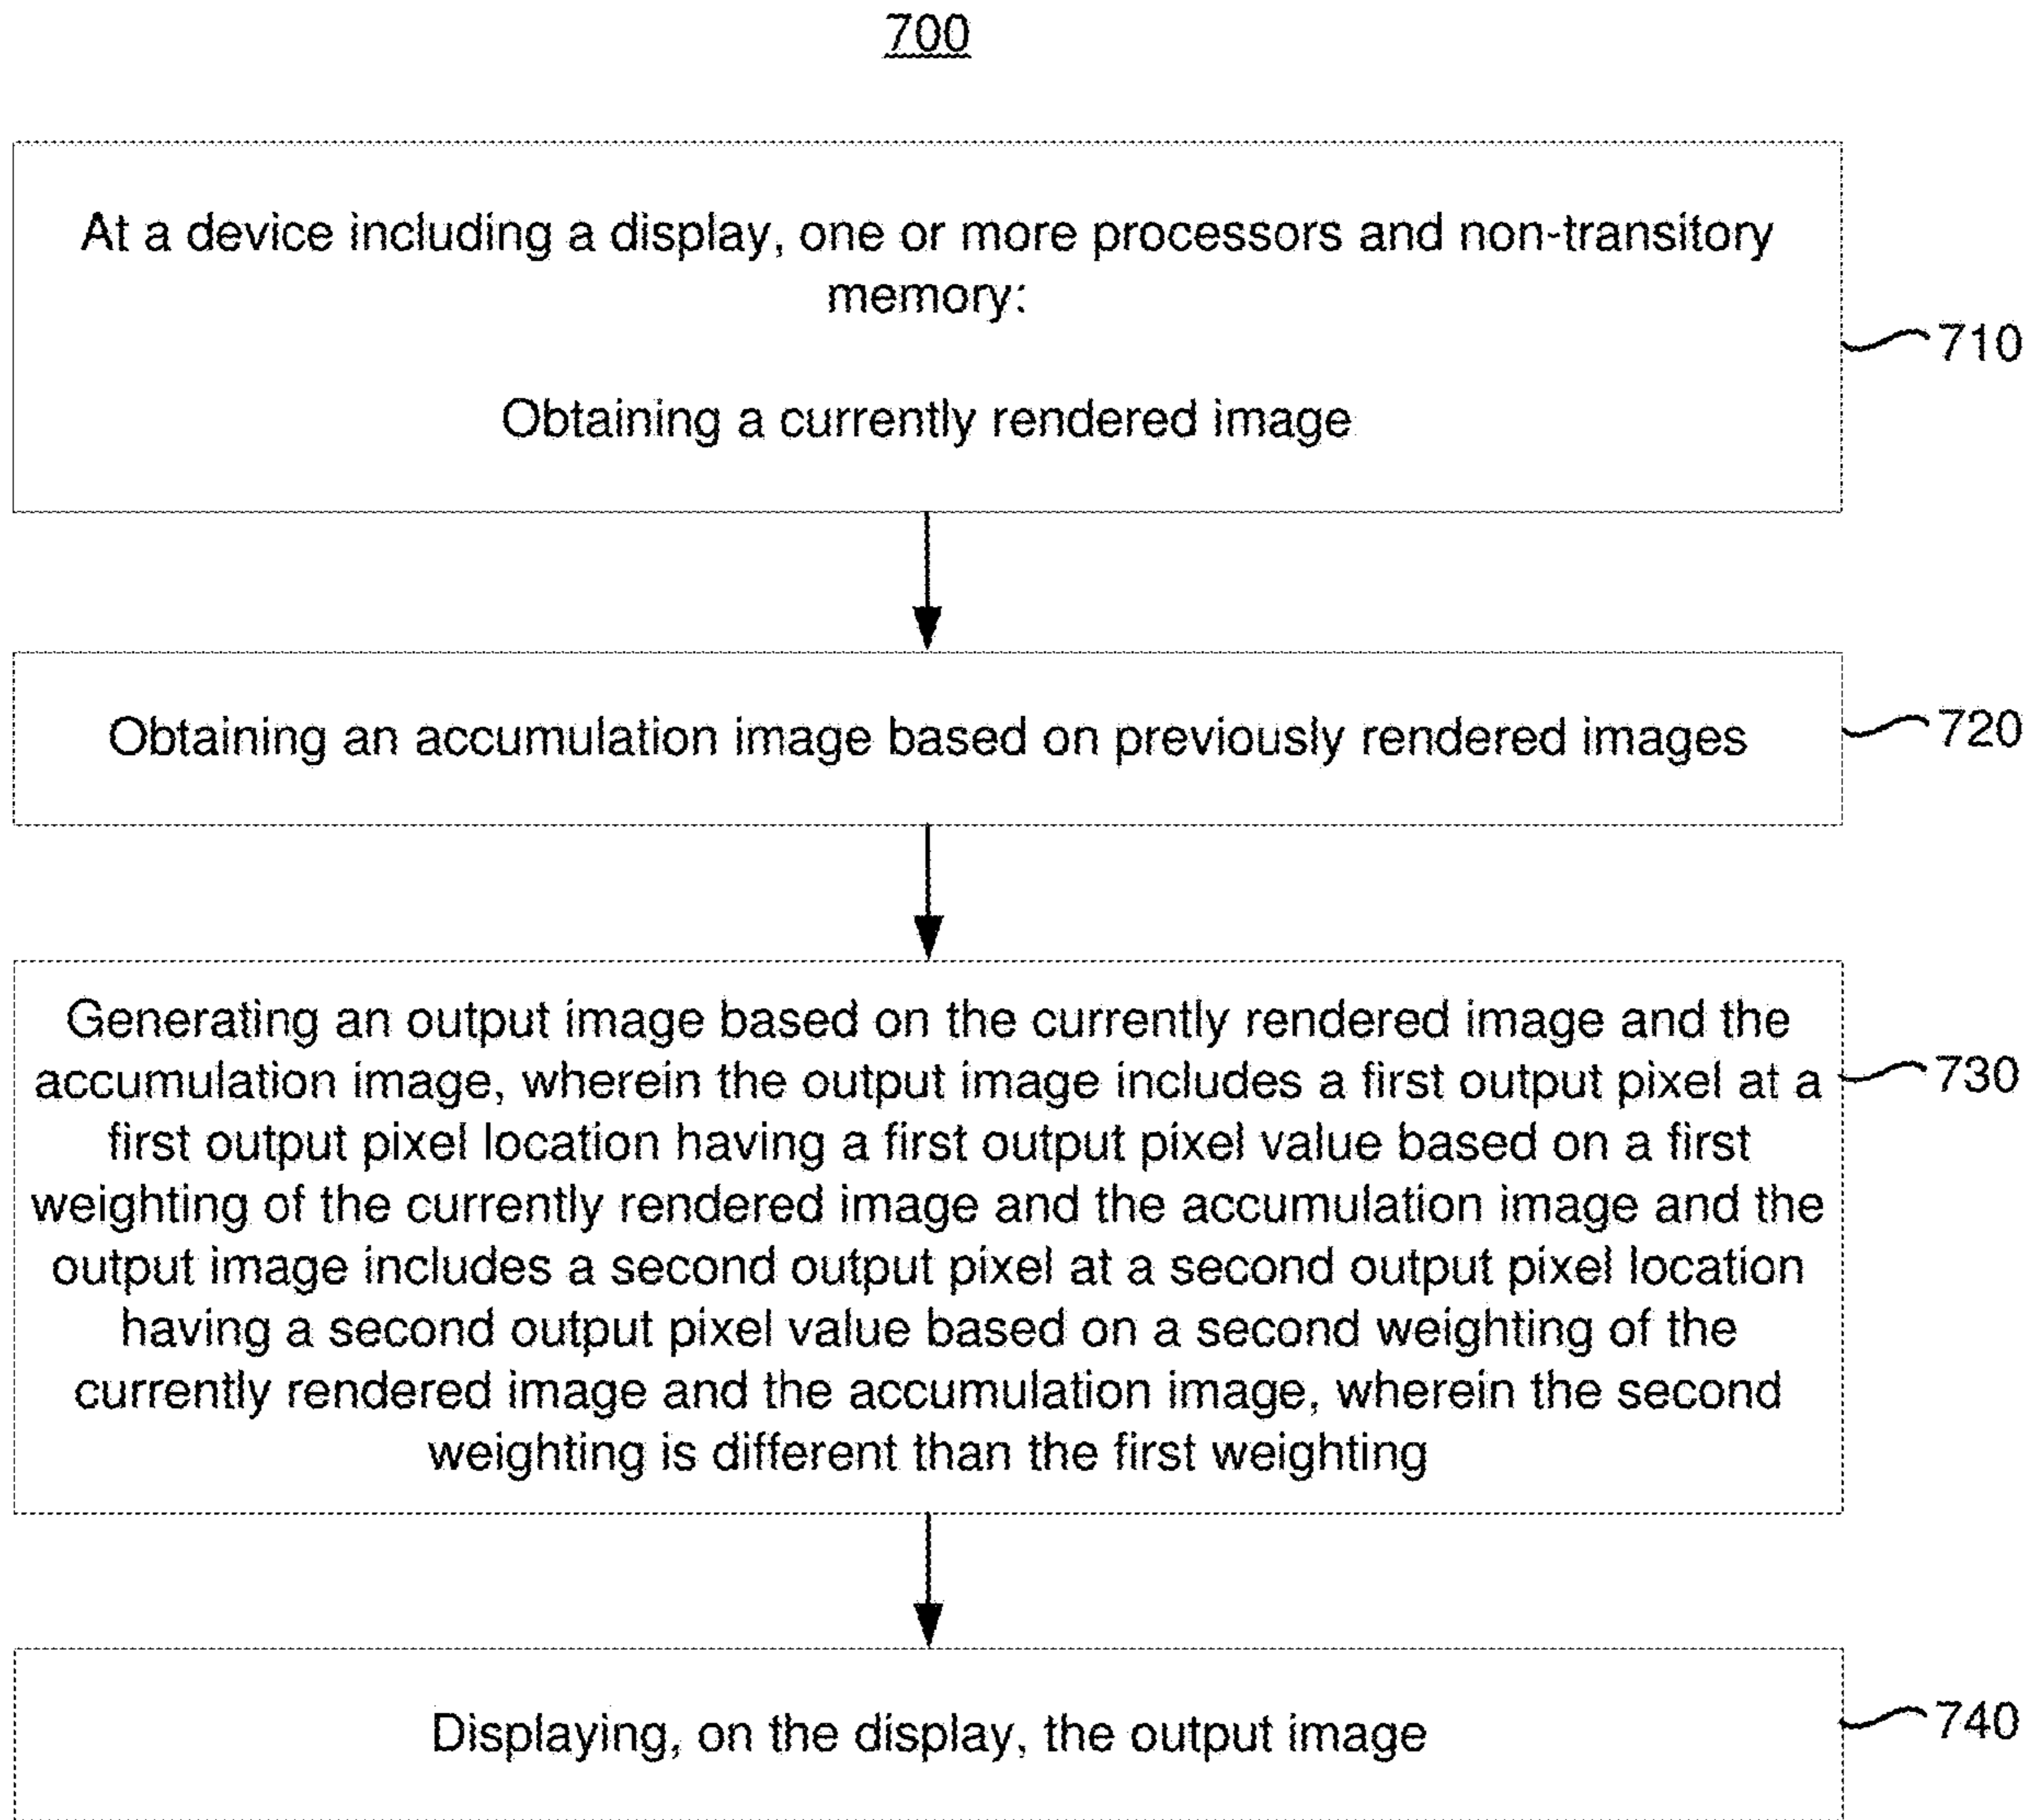 700
At a device including a display, one or more processors and non-transitory
memory:
Obtaining a currently rendered image
710
Obtaining an accumulation image based on previously rendered images
720
Generating an output image based on the currently rendered image and the
accumulation image, wherein the output image includes a first output pixel at a
first output pixel location having a first output pixel value based on a first
weighting of the currently rendered image and the accumulation image and the
output image includes a second output pixel at a second output pixel location
having a second output pixel value based on a second weighting of the
currently rendered image and the accumulation image, wherein the second
weighting is different than the first weighting
730
Displaying, on the display, the output image
740